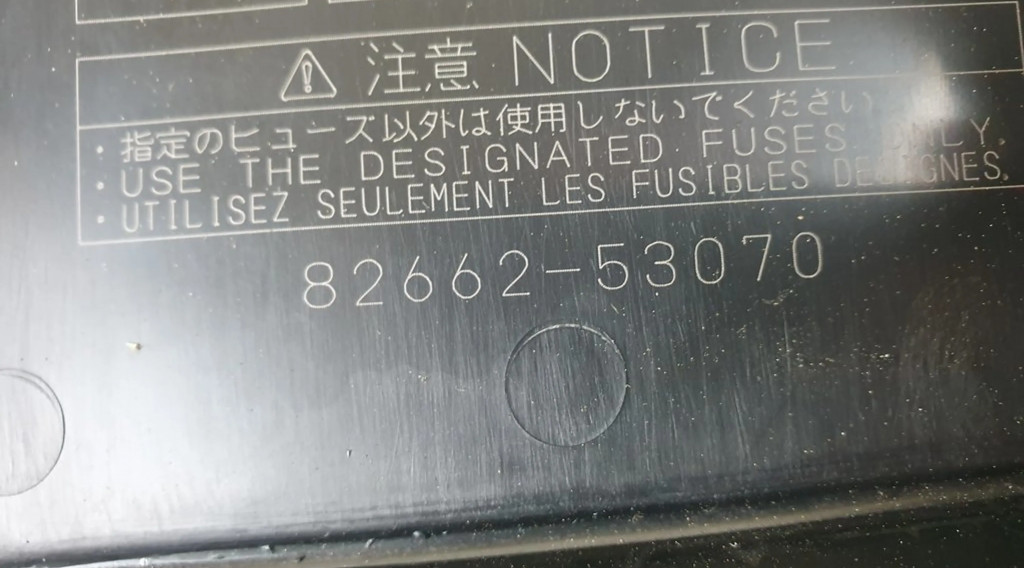 注意 NOTICE
・指定のヒューズ以外は使用しないでください
・USE THE DESIGNATED FUSES ONLY.
・UTILISEZ SEULEMENT LES FUSIBLES DESIGNES.
82662-53070